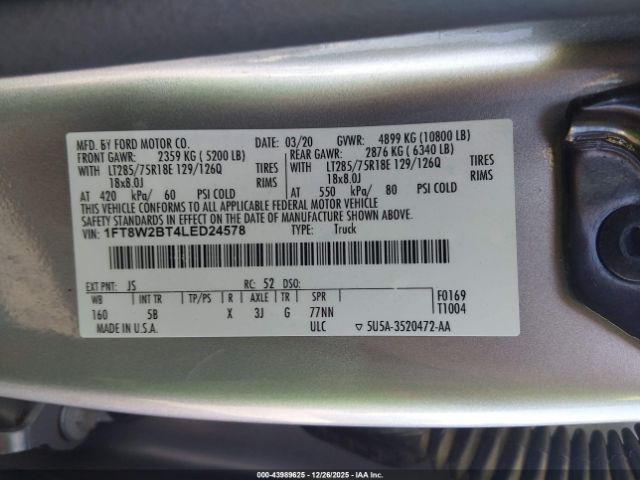 MFD. BY FORD MOTOR CO. DATE: 03/20 GVWR: 4899 KG (10800 LB)
FRONT GAWR: 2359 KG ( 5200 LB) REAR GAWR: 2876 KG ( 6340 LB)
WITH LT285/75R18E 129/126Q TIRES WITH LT285/75R18E 129/126Q TIRES
18x8.0J RIMS 18x8.0J RIMS
AT 420 kPa/ 60 PSI COLD AT 550 kPa/ 80 PSI COLD
THIS VEHICLE CONFORMS TO ALL APPLICABLE FEDERAL MOTOR VEHICLE
SAFETY STANDARDS IN EFFECT ON THE DATE OF MANUFACTURE SHOWN ABOVE.
VIN: 1FT8W2BT4LED24578 TYPE: Truck
EXT PNT: JS RC: 52 DSO:
WB INT TR TP/PS R AXLE TR SPR F0169
160 5B X 3J G 77NN T1004
MADE IN U.S.A. ULC ▽ 5U5A-3520472-AA
000-43989625 - 12/26/2025 - IAAI, Inc.